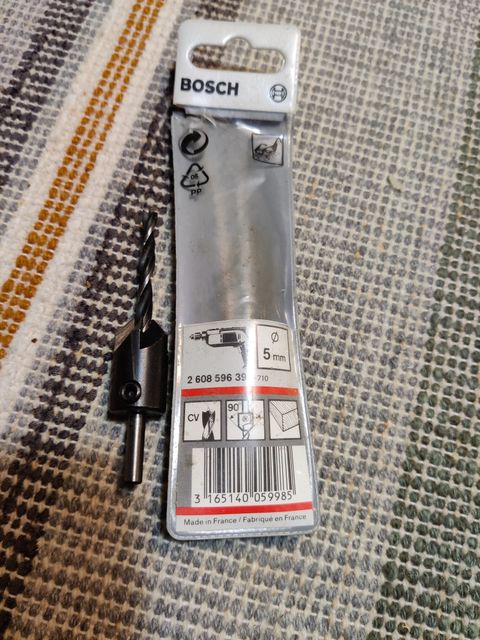 BOSCH
05
PP
Ø
5 mm
2 608 596 39
-710
CV
90°
3 165140 059985
Made in France / Fabriqué en France